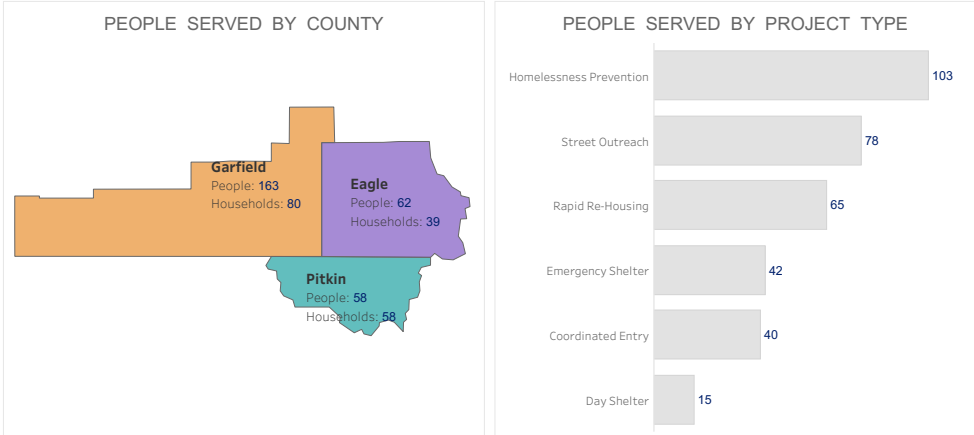 PEOPLE SERVED BY COUNTY
Garfield
People: 163
Households: 80
Eagle
People: 62
Households: 39
Pitkin
People: 58
Households: 58
PEOPLE SERVED BY PROJECT TYPE
Homelessness Prevention 103
Street Outreach 78
Rapid Re-Housing 65
Emergency Shelter 42
Coordinated Entry 40
Day Shelter 15